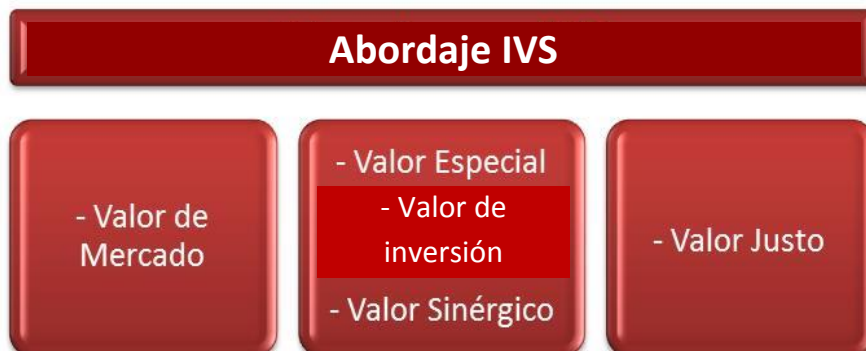 Abordaje IVS
- Valor de
Mercado
- Valor Especial
- Valor de
inversión
- Valor Sinérgico
- Valor Justo